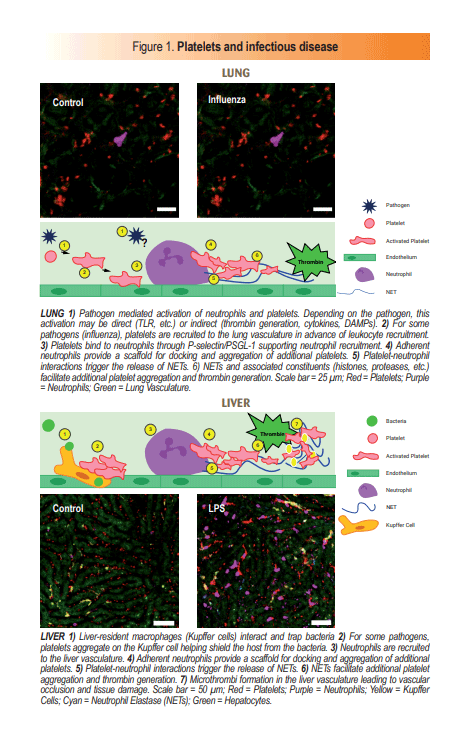 Figure 1. Platelets and infectious disease
LUNG
Control
Influenza
Pathogen
Platelet
Activated Platelet
Endothelium
Neutrophil
NET
1
2
1
?
3
4
5
6
Thrombin
LUNG 1) Pathogen mediated activation of neutrophils and platelets. Depending on the pathogen, this
activation may be direct (TLR, etc.) or indirect (thrombin generation, cytokines, DAMPs). 2) For some
pathogens (influenza), platelets are recruited to the lung vasculature in advance of leukocyte recruitment.
3) Platelets bind to neutrophils through P-selectin/PSGL-1 supporting neutrophil recruitment. 4) Adherent
neutrophils provide a scaffold for docking and aggregation of additional platelets. 5) Platelet-neutrophil
interactions trigger the release of NETs. 6) NETs and associated constituents (histones, proteases, etc.)
facilitate additional platelet aggregation and thrombin generation. Scale bar = 25 μm; Red = Platelets; Purple
= Neutrophils; Green = Lung Vasculature.
LIVER
1
2
3
4
5
6
Thrombin
7
Bacteria
Platelet
Activated Platelet
Endothelium
Neutrophil
NET
Kupffer Cell
Control
LPS
LIVER 1) Liver-resident macrophages (Kupffer cells) interact and trap bacteria 2) For some pathogens,
platelets aggregate on the Kupffer cell helping shield the host from the bacteria. 3) Neutrophils are recruited
to the liver vasculature. 4) Adherent neutrophils provide a scaffold for docking and aggregation of additional
platelets. 5) Platelet-neutrophil interactions trigger the release of NETs. 6) NETs facilitate additional platelet
aggregation and thrombin generation. 7) Microthrombi formation in the liver vasculature leading to vascular
occlusion and tissue damage. Scale bar = 50 μm; Red = Platelets; Purple = Neutrophils; Yellow = Kupffer
Cells; Cyan = Neutrophil Elastase (NETs); Green = Hepatocytes.